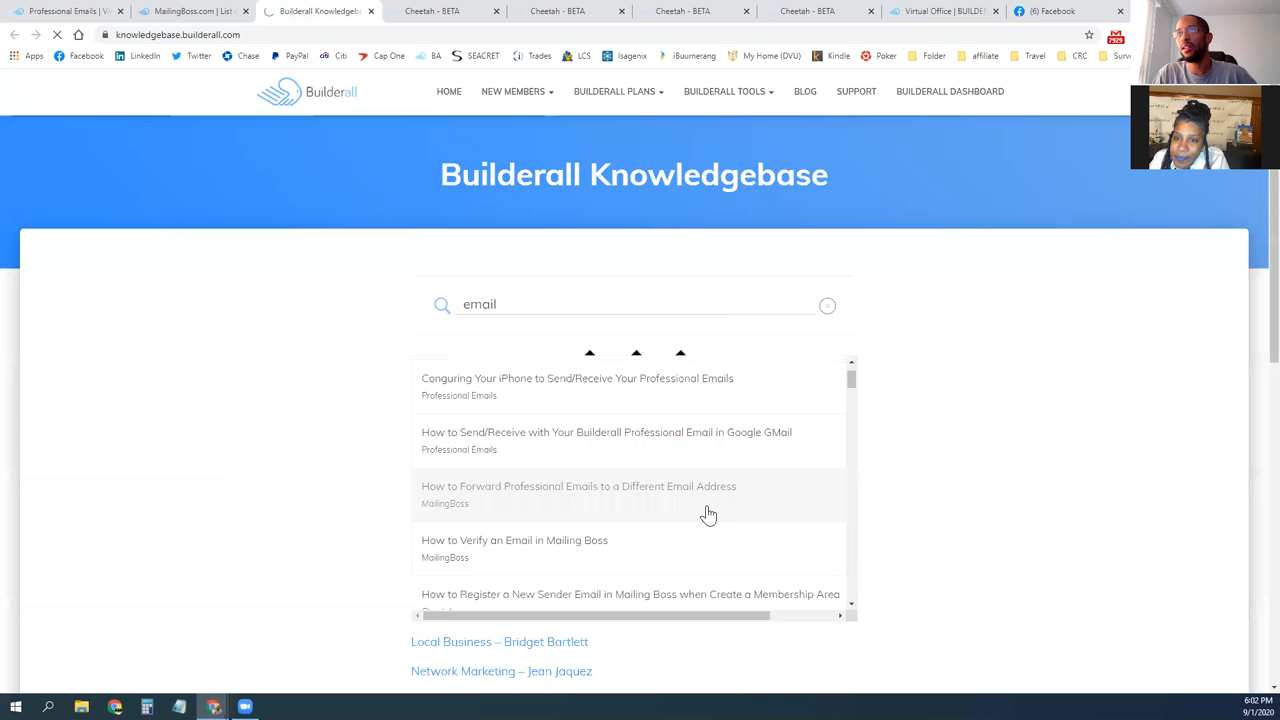 Professional Emails | Vi
MailingBoss.com | List
Builderall Knowledgeb
Cheetah - BETA
Cheetah - BETA
Cheetah - BETA
Cheetah - BETA
Virtual Office | BUILDE
(6) Facebook
knowledgebase.builderall.com
7929
Apps
Facebook
LinkedIn
Twitter
Chase
PayPal
Citi
Cap One
BA
SEACRET
Trades
LCS
Isagenix
iBuumerang
My Home (DVU)
Kindle
Poker
Folder
affiliate
Travel
CRC
Surv
Builderall
HOME
NEW MEMBERS
BUILDERALL PLANS
BUILDERALL TOOLS
BLOG
SUPPORT
BUILDERALL DASHBOARD
Builderall Knowledgebase
email
Conguring Your iPhone to Send/Receive Your Professional Emails
Professional Emails
How to Send/Receive with Your Builderall Professional Email in Google GMail
Professional Emails
How to Forward Professional Emails to a Different Email Address
MailingBoss
How to Verify an Email in Mailing Boss
MailingBoss
How to Register a New Sender Email in Mailing Boss when Create a Membership Area
Local Business – Bridget Bartlett
Network Marketing – Jean Jaquez
6:02 PM
9/1/2020